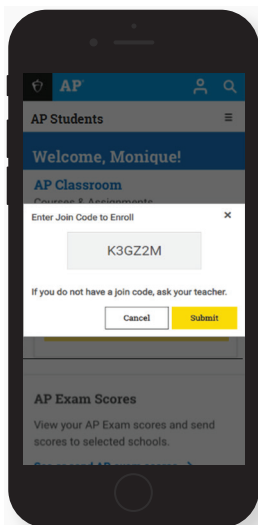 AP
AP Students
Welcome, Monique!
AP Classroom
Courses & Assignments
Enter Join Code to Enroll
K3GZ2M
If you do not have a join code, ask your teacher.
Cancel
Submit
AP Exam Scores
View your AP Exam scores and send
scores to selected schools.